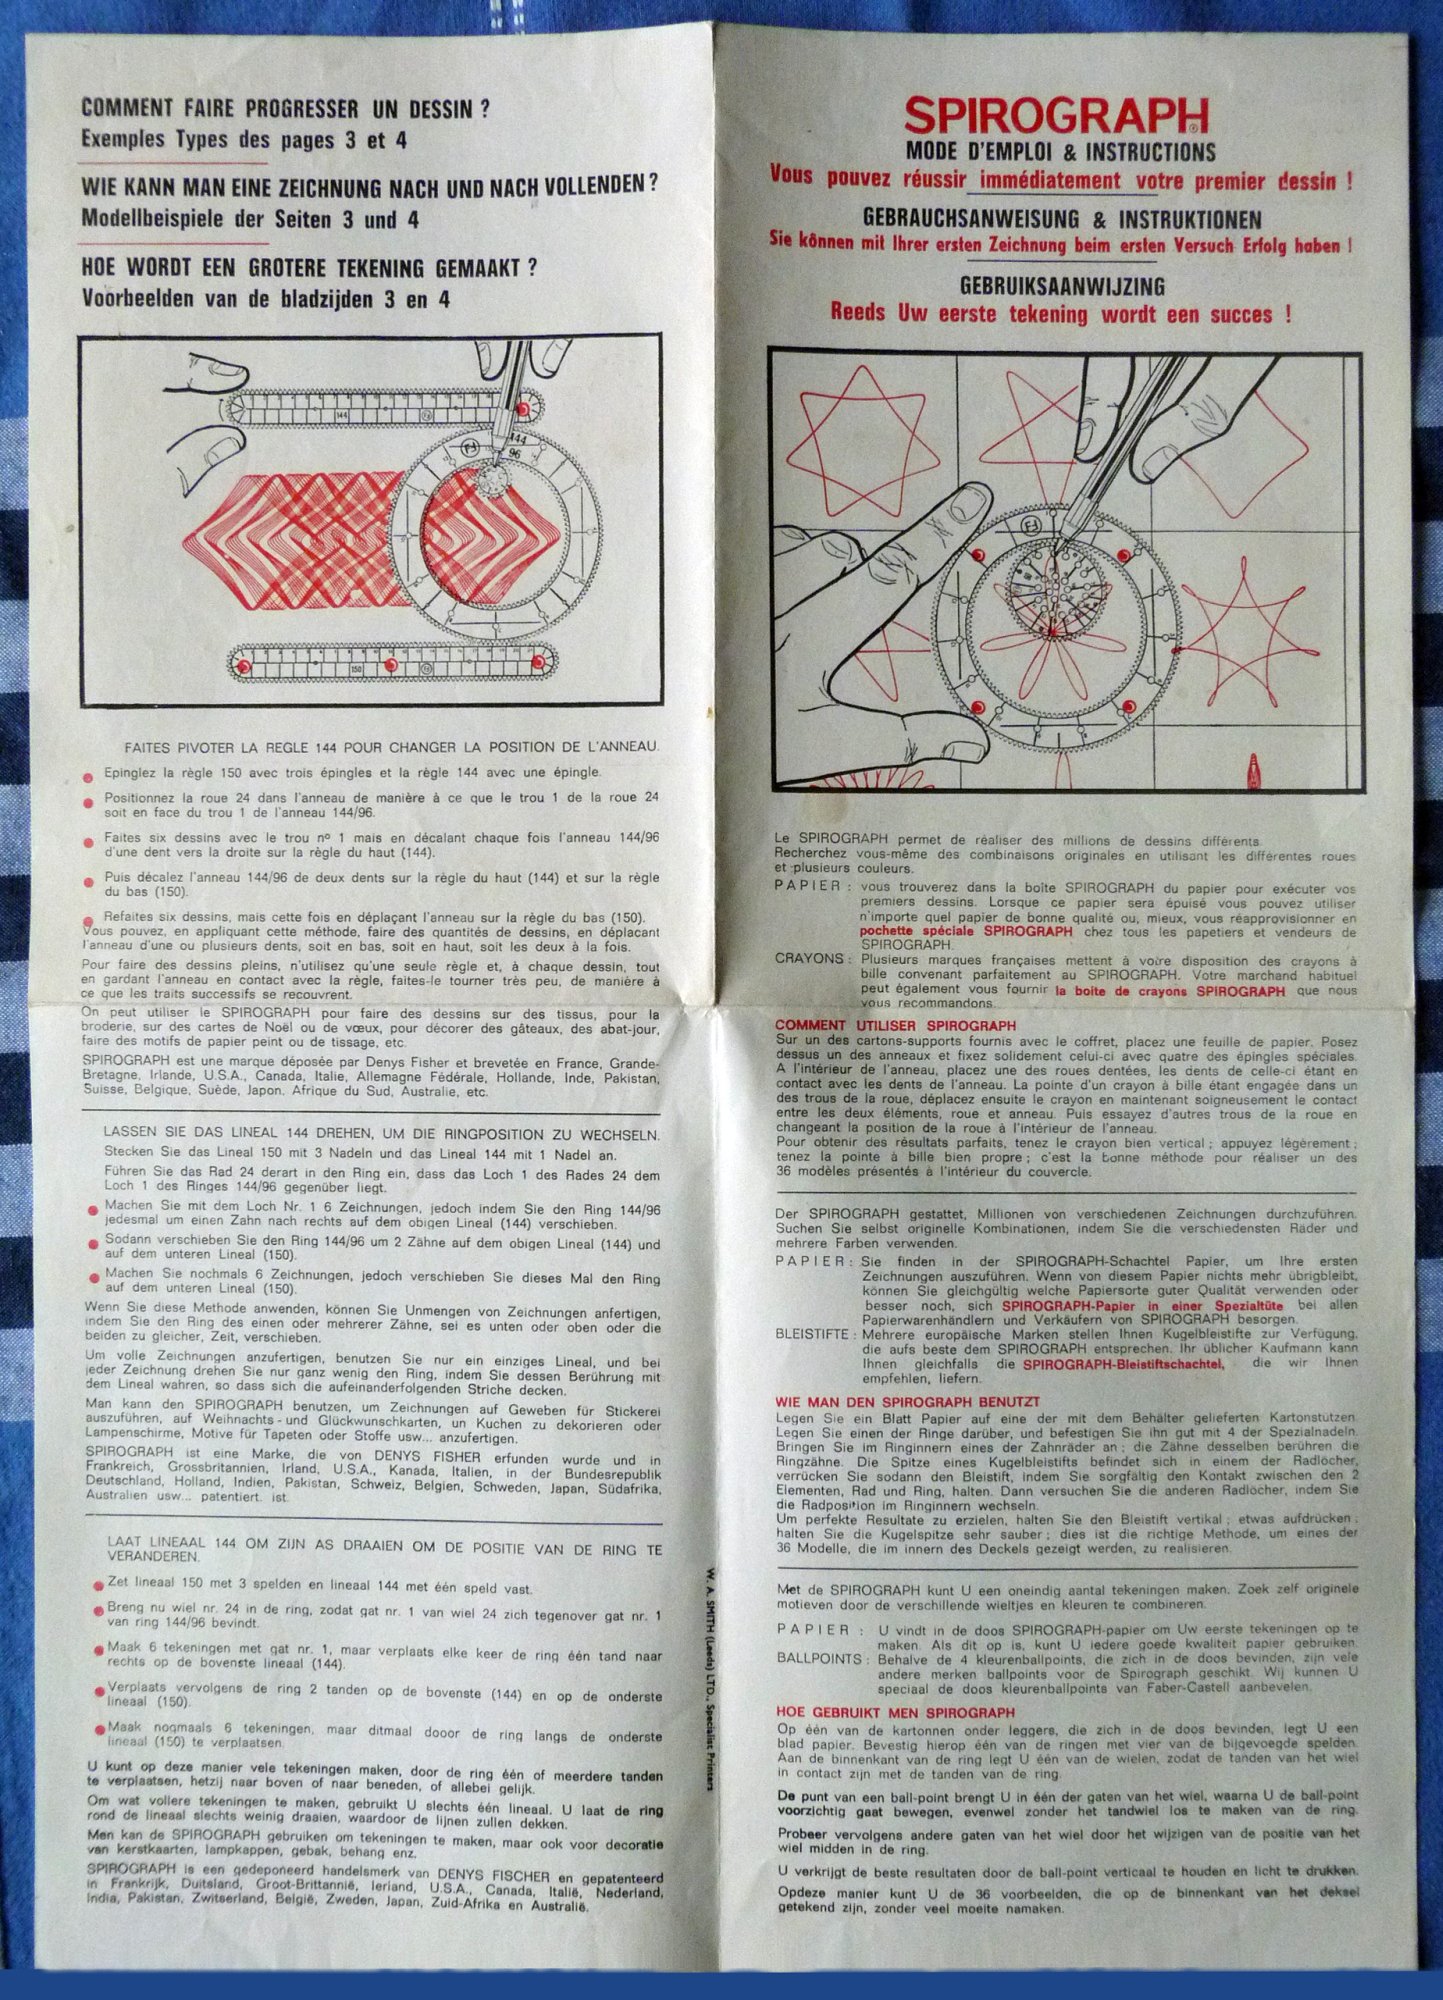 COMMENT FAIRE PROGRESSER UN DESSIN ?
Exemples Types des pages 3 et 4
WIE KANN MAN EINE ZEICHNUNG NACH UND NACH VOLLENDEN ?
Modellbeispiele der Seiten 3 und 4
HOE WORDT EEN GROTERE TEKENING GEMAAKT ?
Voorbeelden van de bladzijden 3 en 4
144
144
96
150
FAITES PIVOTER LA REGLE 144 POUR CHANGER LA POSITION DE L'ANNEAU.
Epinglez la règle 150 avec trois épingles et la règle 144 avec une épingle.
Positionnez la roue 24 dans l'anneau de manière à ce que le trou 1 de la roue 24
soit en face du trou 1 de l'anneau 144/96.
Faites six dessins avec le trou nº 1 mais en décalant chaque fois l'anneau 144/96
d'une dent vers la droite sur la règle du haut (144).
Puis décalez l'anneau 144/96 de deux dents sur la règle du haut (144) et sur la règle
du bas (150).
Refaites six dessins, mais cette fois en déplaçant l'anneau sur la règle du bas (150).
Vous pouvez, en appliquant cette méthode, faire des quantités de dessins, en déplacant
l'anneau d'une ou plusieurs dents, soit en bas, soit en haut, soit les deux à la fois.
Pour faire des dessins pleins, n'utilisez qu'une seule règle et, à chaque dessin, tout
en gardant l'anneau en contact avec la règle, faites-le tourner très peu, de manière à
ce que les traits successifs se recouvrent.
On peut utiliser le SPIROGRAPH pour faire des dessins sur des tissus, pour la
broderie, sur des cartes de Noël ou de vœux, pour décorer des gâteaux, des abat-jour,
faire des motifs de papier peint ou de tissage, etc.
SPIROGRAPH est une marque déposée par Denys Fisher et brevetée en France, Grande-
Bretagne, Irlande, U.S.A., Canada, Italie, Allemagne Fédérale, Hollande, Inde, Pakistan,
Suisse, Belgique, Suède, Japon. Afrique du Sud, Australie, etc.
LASSEN SIE DAS LINEAL 144 DREHEN, UM DIE RINGPOSITION ZU WECHSELN.
Stecken Sie das Lineal 150 mit 3 Nadeln und das Lineal 144 mit 1 Nadel an.
Führen Sie das Rad 24 derart in den Ring ein, dass das Loch 1 des Rades 24 dem
Loch 1 des Ringes 144/96 gegenüber liegt.
Machen Sie mit dem Loch Nr. 1 6 Zeichnungen, jedoch indem Sie den Ring 144/96
jedesmal um einen Zahn nach rechts auf dem obigen Lineal (144) verschieben.
Sodann verschieben Sie den Ring 144/96 um 2 Zähne auf dem obigen Lineal (144) und
auf dem unteren Lineal (150).
Machen Sie nochmals 6 Zeichnungen, jedoch verschieben Sie dieses Mal den Ring
auf dem unteren Lineal (150).
Wenn Sie diese Methode anwenden, können Sie Unmengen von Zeichnungen anfertigen,
indem Sie den Ring des einen oder mehrerer Zähne, sei es unten oder oben oder die
beiden zu gleicher, Zeit, verschieben.
Um volle Zeichnungen anzufertigen, benutzen Sie nur ein einziges Lineal, und bei
jeder Zeichnung drehen Sie nur ganz wenig den Ring, indem Sie dessen Berührung mit
dem Lineal wahren, so dass sich die aufeinanderfolgenden Striche decken.
Man kann den SPIROGRAPH benutzen, um Zeichnungen auf Geweben für Stickerei
auszuführen, auf Weihnachts- und Glückwunschkarten, un Kuchen zu dekorieren oder
Lampenschirme, Motive für Tapeten oder Stoffe usw... anzufertigen.
SPIROGRAPH ist eine Marke, die von DENYS FISHER erfunden wurde und in
Frankreich, Grossbritannien, Irland, U.S.A., Kanada, Italien, in der Bundesrepublik
Deutschland, Holland, Indien, Pakistan, Schweiz, Belgien, Schweden, Japan, Südafrika,
Australien usw... patentiert. ist.
LAAT LINEAAL 144 OM ZIJN AS DRAAIEN OM DE POSITIE VAN DE RING TE
VERANDEREN.
Zet lineaal 150 met 3 spelden en lineaal 144 met één speld vast.
Breng nu wiel nr. 24 in de ring, zodat gat nr. 1 van wiel 24 zich tegenover gat nr. 1
van ring 144/96 bevindt.
Maak 6 tekeningen met gat nr. 1, maar verplaats elke keer de ring één tand naar
rechts op de bovenste lineaal (144).
Verplaats vervolgens de ring 2 tanden op de bovenste (144) en op de onderste
lineaal (150).
Maak nogmaals 6 tekeningen, maar ditmaal dooor de ring langs de onderste
lineaal (150) te verplaatsen.
U kunt op deze manier vele tekeningen maken, door de ring één of meerdere tanden
te verplaatsen, hetzij naar boven of naar beneden, of allebei gelijk.
Om wat vollere tekeningen te maken, gebruikt U slechts één lineaal. U laat de ring
rond de lineaal slechts weinig draaien, waardoor de lijnen zullen dekken.
Men kan de SPIROGRAPH gebruiken om tekeningen te maken, maar ook voor decoratie
van kerstkaarten, lampkappen, gebak, behang enz.
SPIROGRAPH is een gedeponeerd handelsmerk van DENYS FISCHER en gepatenteerd
in Frankrijk, Duitsland, Groot-Brittannië, Ierland, U.S.A., Canada, Italië, Nederland,
India, Pakistan, Zwitserland, België, Zweden, Japan, Zuid-Afrika en Australië.
W. A. SMITH (Leeds) LTD., Specialist Printers
SPIROGRAPH®
MODE D'EMPLOI & INSTRUCTIONS
Vous pouvez réussir immédiatement votre premier dessin !
GEBRAUCHSANWEISUNG & INSTRUKTIONEN
Sie können mit Ihrer ersten Zeichnung beim ersten Versuch Erfolg haben !
GEBRUIKSAANWIJZING
Reeds Uw eerste tekening wordt een succes !
Le SPIROGRAPH permet de réaliser des millions de dessins différents.
Recherchez vous-même des combinaisons originales en utilisant les différentes roues
et plusieurs couleurs.
PAPIER : vous trouverez dans la boîte SPIROGRAPH du papier pour exécuter vos
premiers dessins. Lorsque ce papier sera épuisé vous pouvez utiliser
n'importe quel papier de bonne qualité ou, mieux, vous réapprovisionner en
pochette spéciale SPIROGRAPH chez tous les papetiers et vendeurs de
SPIROGRAPH.
CRAYONS : Plusieurs marques françaises mettent à votre disposition des crayons à
bille convenant parfaitement au SPIROGRAPH. Votre marchand habituel
peut également vous fournir la boîte de crayons SPIROGRAPH que nous
vous recommandons.
COMMENT UTILISER SPIROGRAPH
Sur un des cartons-supports fournis avec le coffret, placez une feuille de papier. Posez
dessus un des anneaux et fixez solidement celui-ci avec quatre des épingles spéciales.
A l'intérieur de l'anneau, placez une des roues dentées, les dents de celle-ci étant en
contact avec les dents de l'anneau. La pointe d'un crayon à bille étant engagée dans un
des trous de la roue, déplacez ensuite le crayon en maintenant soigneusement le contact
entre les deux éléments, roue et anneau. Puis essayez d'autres trous de la roue en
changeant la position de la roue à l'intérieur de l'anneau.
Pour obtenir des résultats parfaits, tenez le crayon bien vertical ; appuyez légèrement ;
tenez la pointe à bille bien propre ; c'est la bonne méthode pour réaliser un des
36 modèles présentés à l'intérieur du couvercle.
Der SPIROGRAPH gestattet, Millionen von verschiedenen Zeichnungen durchzuführen.
Suchen Sie selbst originelle Kombinationen, indem Sie die verschiedensten Räder und
mehrere Farben verwenden.
PAPIER : Sie finden in der SPIROGRAPH-Schachtel Papier, um Ihre ersten
Zeichnungen auszuführen. Wenn von diesem Papier nichts mehr übrigbleibt,
können Sie gleichgültig welche Papiersorte guter Qualität verwenden oder
besser noch, sich SPIROGRAPH-Papier in einer Spezialtüte bei allen
Papierwarenhändlern und Verkäufern von SPIROGRAPH besorgen.
BLEISTIFTE : Mehrere europäische Marken stellen Ihnen Kugelbleistifte zur Verfügung,
die aufs beste dem SPIROGRAPH entsprechen. Ihr üblicher Kaufmann kann
Ihnen gleichfalls die SPIROGRAPH-Bleistiftschachtel, die wir Ihnen
empfehlen, liefern.
WIE MAN DEN SPIROGRAPH BENUTZT
Legen Sie ein Blatt Papier auf eine der mit dem Behälter gelieferten Kartonstützen.
Legen Sie einen der Ringe darüber, und befestigen Sie ihn gut mit 4 der Spezialnadeln.
Bringen Sie im Ringinnern eines der Zahnräder an ; die Zähne desselben berühren die
Ringzähne. Die Spitze eines Kugelbleistifts befindet sich in einem der Radlöcher,
verrücken Sie sodann den Bleistift, indem Sie sorgfältig den Kontakt zwischen den 2
Elementen, Rad und Ring, halten. Dann versuchen Sie die anderen Radlöcher, indem Sie
die Radposition im Ringinnern wechseln.
Um perfekte Resultate zu erzielen, halten Sie den Bleistift vertikal ; etwas aufdrücken ;
halten Sie die Kugelspitze sehr sauber ; dies ist die richtige Methode, um eines der
36 Modelle, die im innern des Deckels gezeigt werden, zu realisieren.
Met de SPIROGRAPH kunt U een oneindig aantal tekeningen maken. Zoek zelf originele
motieven door de verschillende wieltjes en kleuren te combineren.
PAPIER : U vindt in de doos SPIROGRAPH-papier om Uw eerste tekeningen op te
maken. Als dit op is, kunt U iedere goede kwaliteit papier gebruiken.
BALLPOINTS : Behalve de 4 kleurenballpoints, die zich in de doos bevinden, zijn vele
andere merken ballpoints voor de Spirograph geschikt. Wij kunnen U
speciaal de doos kleurenballpoints van Faber-Castell aanbevelen.
HOE GEBRUIKT MEN SPIROGRAPH
Op één van de kartonnen onder leggers, die zich in de doos bevinden, legt U een
blad papier. Bevestig hierop één van de ringen met vier van de bijgevoegde spelden.
Aan de binnenkant van de ring legt U één van de wielen, zodat de tanden van het wiel
in contact zijn met de tanden van de ring.
De punt van een ball-point brengt U in één der gaten van het wiel, waarna U de ball-point
voorzichtig gaat bewegen, evenwel zonder het tandwiel los te maken van de ring.
Probeer vervolgens andere gaten van het wiel door het wijzigen van de positie van het
wiel midden in de ring.
U verkrijgt de beste resultaten door de ball-point verticaal te houden en licht te drukken.
Opdeze manier kunt U de 36 voorbeelden, die op de binnenkant van het deksel
getekend zijn, zonder veel moeite namaken.